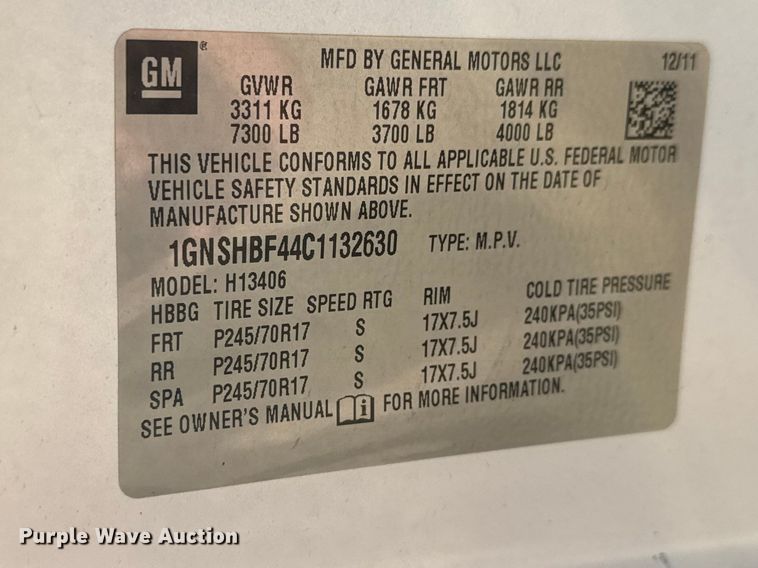 GM ®
MFD BY GENERAL MOTORS LLC 12/11
GVWR GAWR FRT GAWR RR
3311 KG 1678 KG 1814 KG
7300 LB 3700 LB 4000 LB
THIS VEHICLE CONFORMS TO ALL APPLICABLE U.S. FEDERAL MOTOR
VEHICLE SAFETY STANDARDS IN EFFECT ON THE DATE OF
MANUFACTURE SHOWN ABOVE.
1GNSHBF44C1132630 TYPE: M.P.V.
MODEL: H13406
HBBG TIRE SIZE SPEED RTG RIM COLD TIRE PRESSURE
FRT P245/70R17 S 17X7.5J 240KPA(35PSI)
RR P245/70R17 S 17X7.5J 240KPA(35PSI)
SPA P245/70R17 S 17X7.5J 240KPA(35PSI)
SEE OWNER'S MANUAL i FOR MORE INFORMATION.
Purple Wave Auction